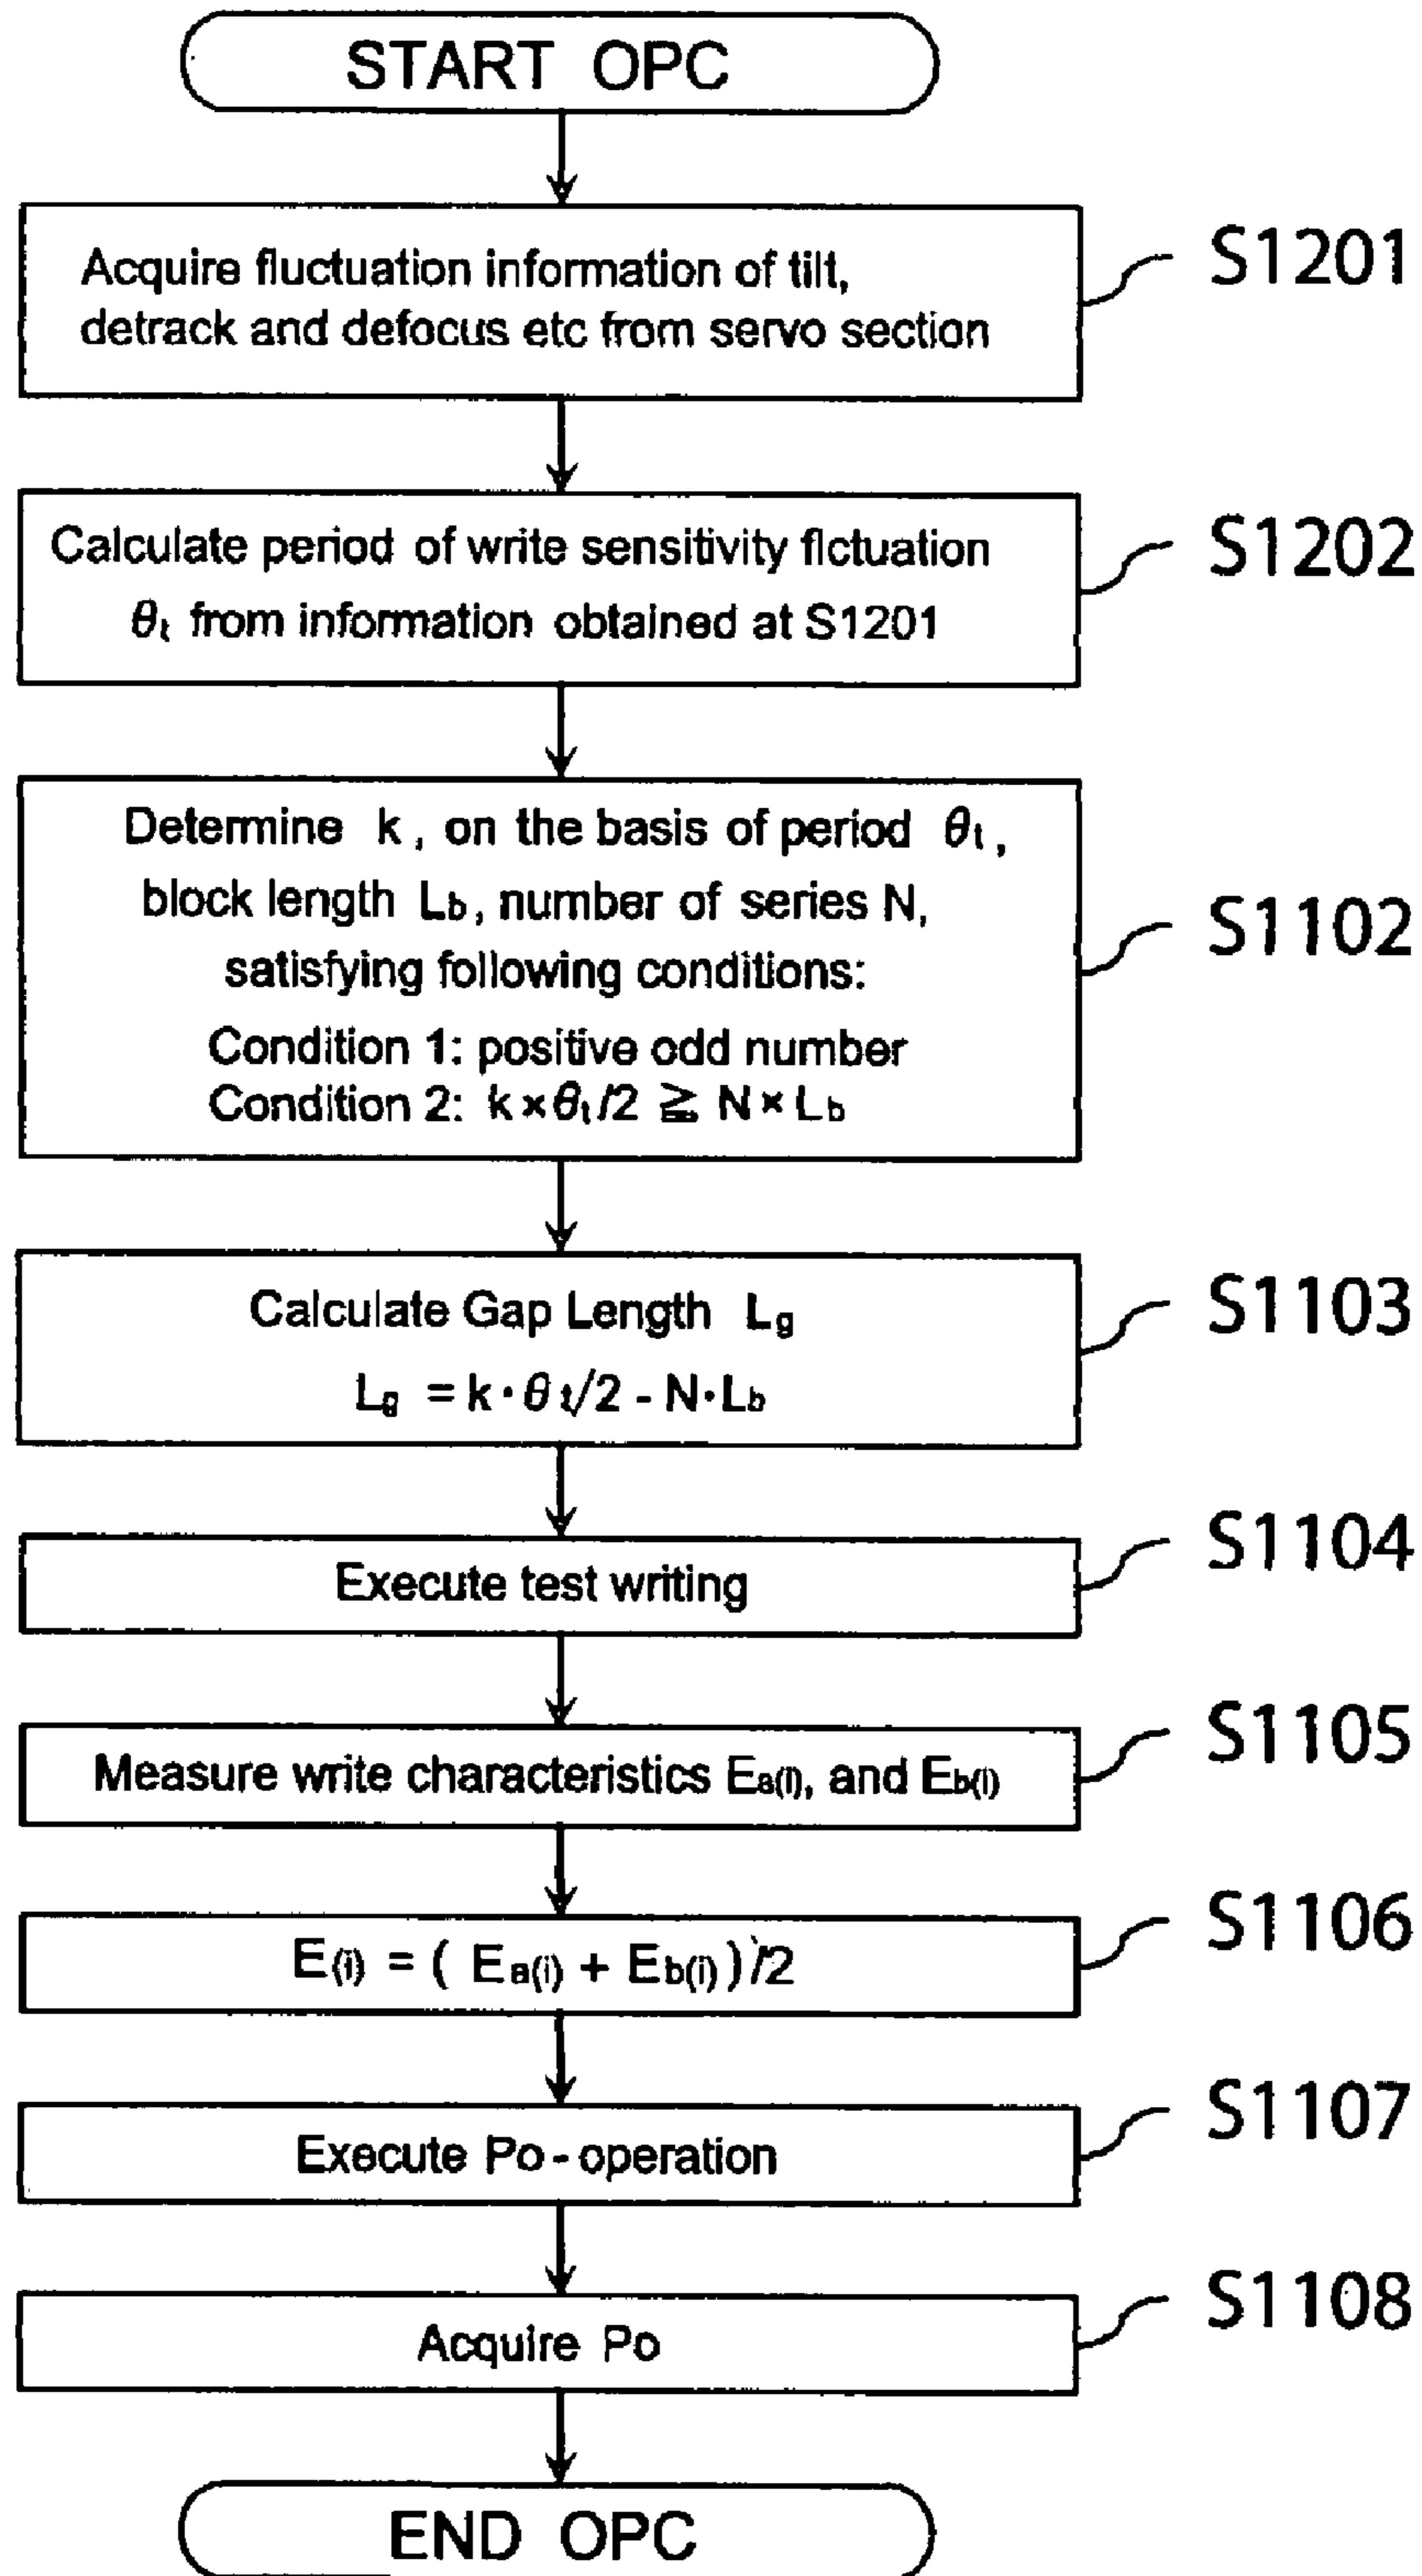 START OPC
Acquire fluctuation information of tilt,
detrack and defocus etc from servo section
S1201
Calculate period of write sensitivity flctuation
θt from information obtained at S1201
S1202
Determine k, on the basis of period θt,
block length Lb, number of series N,
satisfying following conditions:
Condition 1: positive odd number
Condition 2: k×θt/2 ≧ N×Lb
S1102
Calculate Gap Length Lg
Lg = k·θt/2 - N·Lb
S1103
Execute test writing
S1104
Measure write characteristics Ea(i), and Eb(i)
S1105
E(i) = ( Ea(i) + Eb(i) )/2
S1106
Execute Po-operation
S1107
Acquire Po
S1108
END OPC